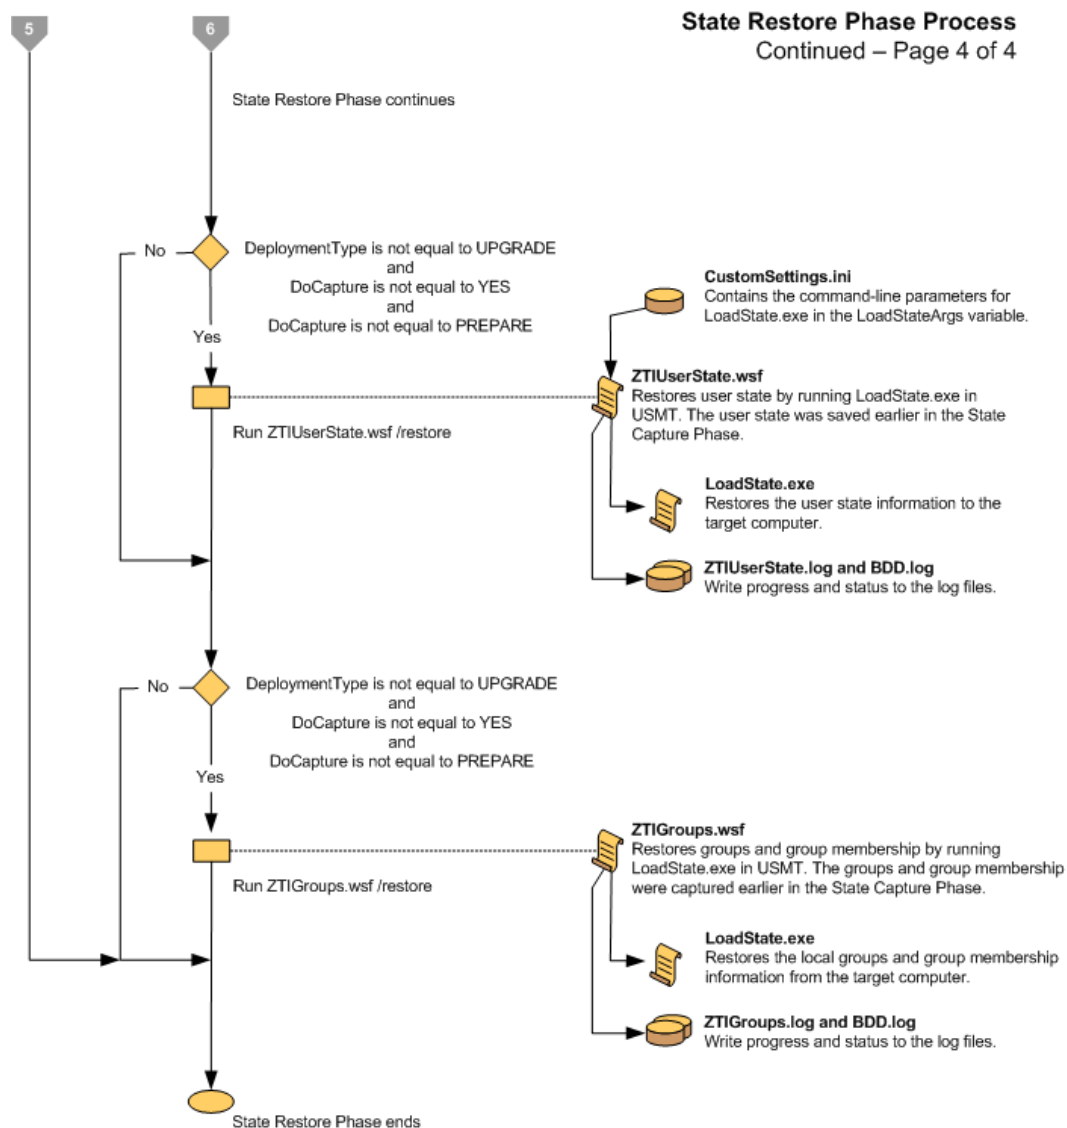 5
6
State Restore Phase Process
Continued – Page 4 of 4
State Restore Phase continues
No
DeploymentType is not equal to UPGRADE
and
DoCapture is not equal to YES
and
DoCapture is not equal to PREPARE
Yes
CustomSettings.ini
Contains the command-line parameters for
LoadState.exe in the LoadStateArgs variable.
ZTIUserState.wsf
Restores user state by running LoadState.exe in
USMT. The user state was saved earlier in the State
Capture Phase.
Run ZTIUserState.wsf /restore
LoadState.exe
Restores the user state information to the
target computer.
ZTIUserState.log and BDD.log
Write progress and status to the log files.
No
DeploymentType is not equal to UPGRADE
and
DoCapture is not equal to YES
and
DoCapture is not equal to PREPARE
Yes
ZTIGroups.wsf
Restores groups and group membership by running
LoadState.exe in USMT. The groups and group membership
were captured earlier in the State Capture Phase.
Run ZTIGroups.wsf /restore
LoadState.exe
Restores the local groups and group membership
information from the target computer.
ZTIGroups.log and BDD.log
Write progress and status to the log files.
State Restore Phase ends